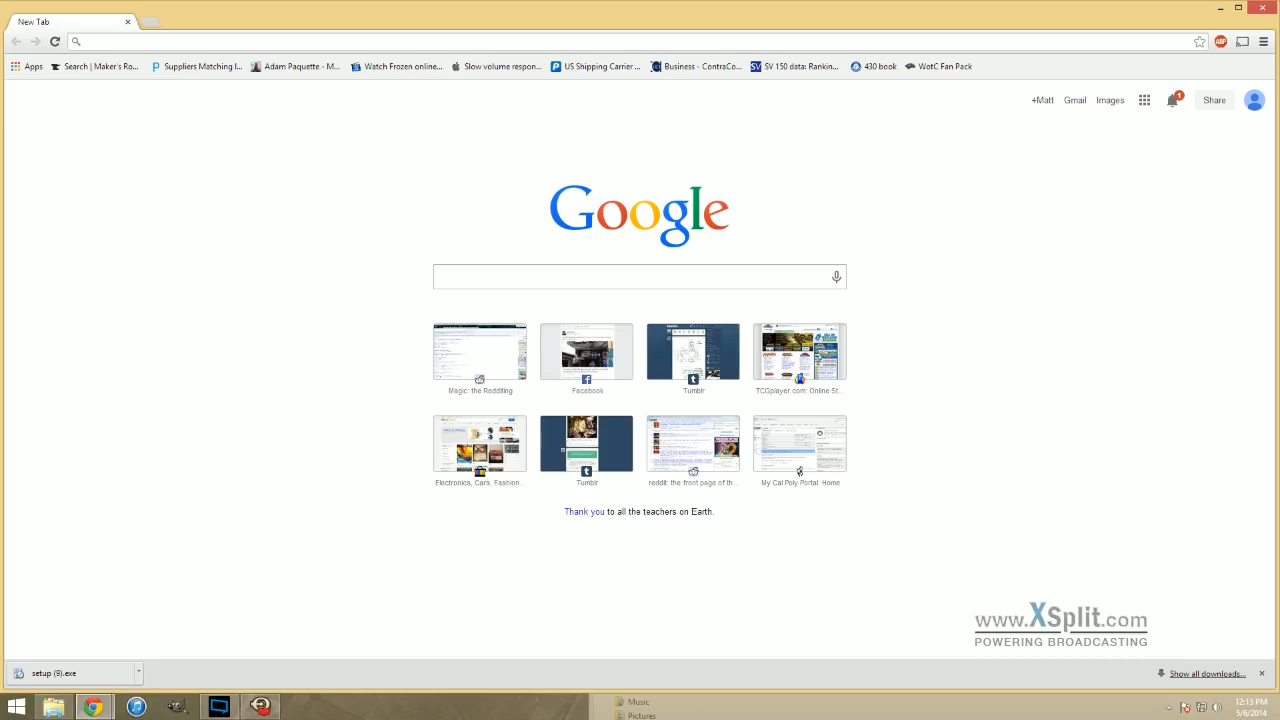 New Tab
Apps
Search | Maker's Ro...
Suppliers Matching I...
Adam Paquette – M...
Watch Frozen online...
Slow volume respon...
US Shipping Carrier ...
Business - ContraCo...
SV 150 data: Rankin...
430 book
WotC Fan Pack
+Matt
Gmail
Images
1
Share
Google
Magic: the Redditing
Facebook
Tumblr
TCGplayer.com: Online St...
Electronics, Cars, Fashion...
Tumblr
reddit: the front page of th...
My Cal Poly Portal: Home
Thank you to all the teachers on Earth.
www.XSplit.com
POWERING BROADCASTING
setup (9).exe
Show all downloads...
Music
Pictures
12:13 PM
5/6/2014